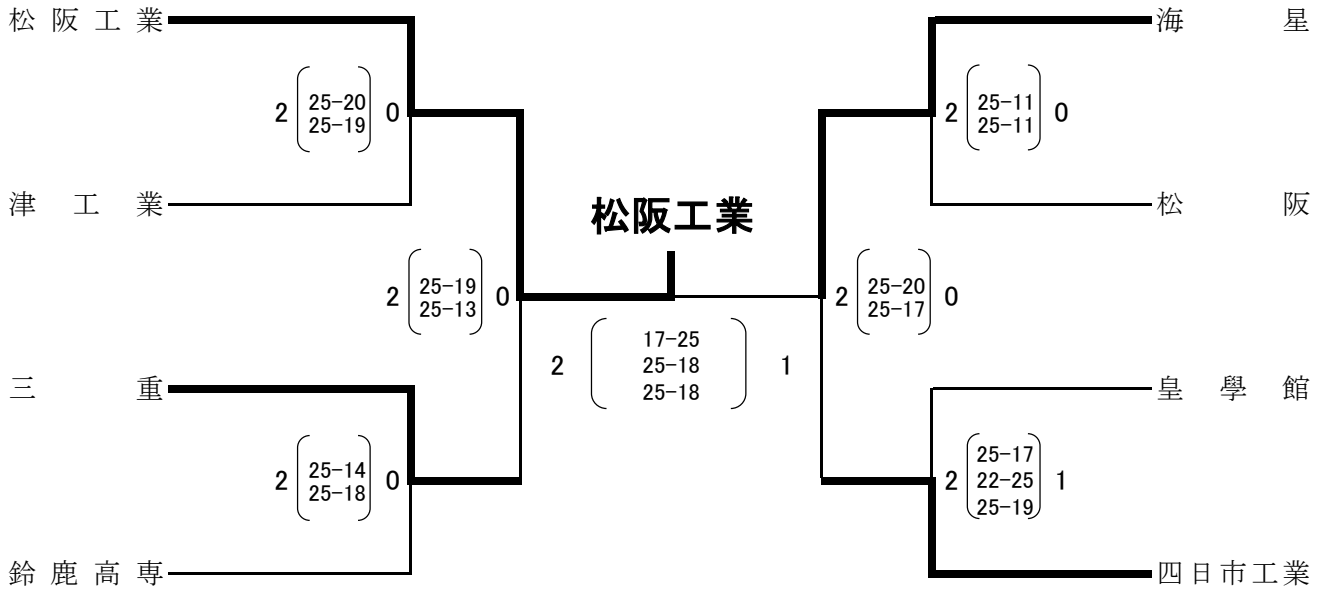 松阪工業
海星
2 25-20 0
25-19
2 25-11 0
25-11
津工業
松阪工業
松阪
2 25-19 0
25-13
2 25-20 0
25-17
2 17-25 1
25-18
25-18
三重
皇學館
2 25-14 0
25-18
2 25-17 1
22-25
25-19
鈴鹿高専
四日市工業